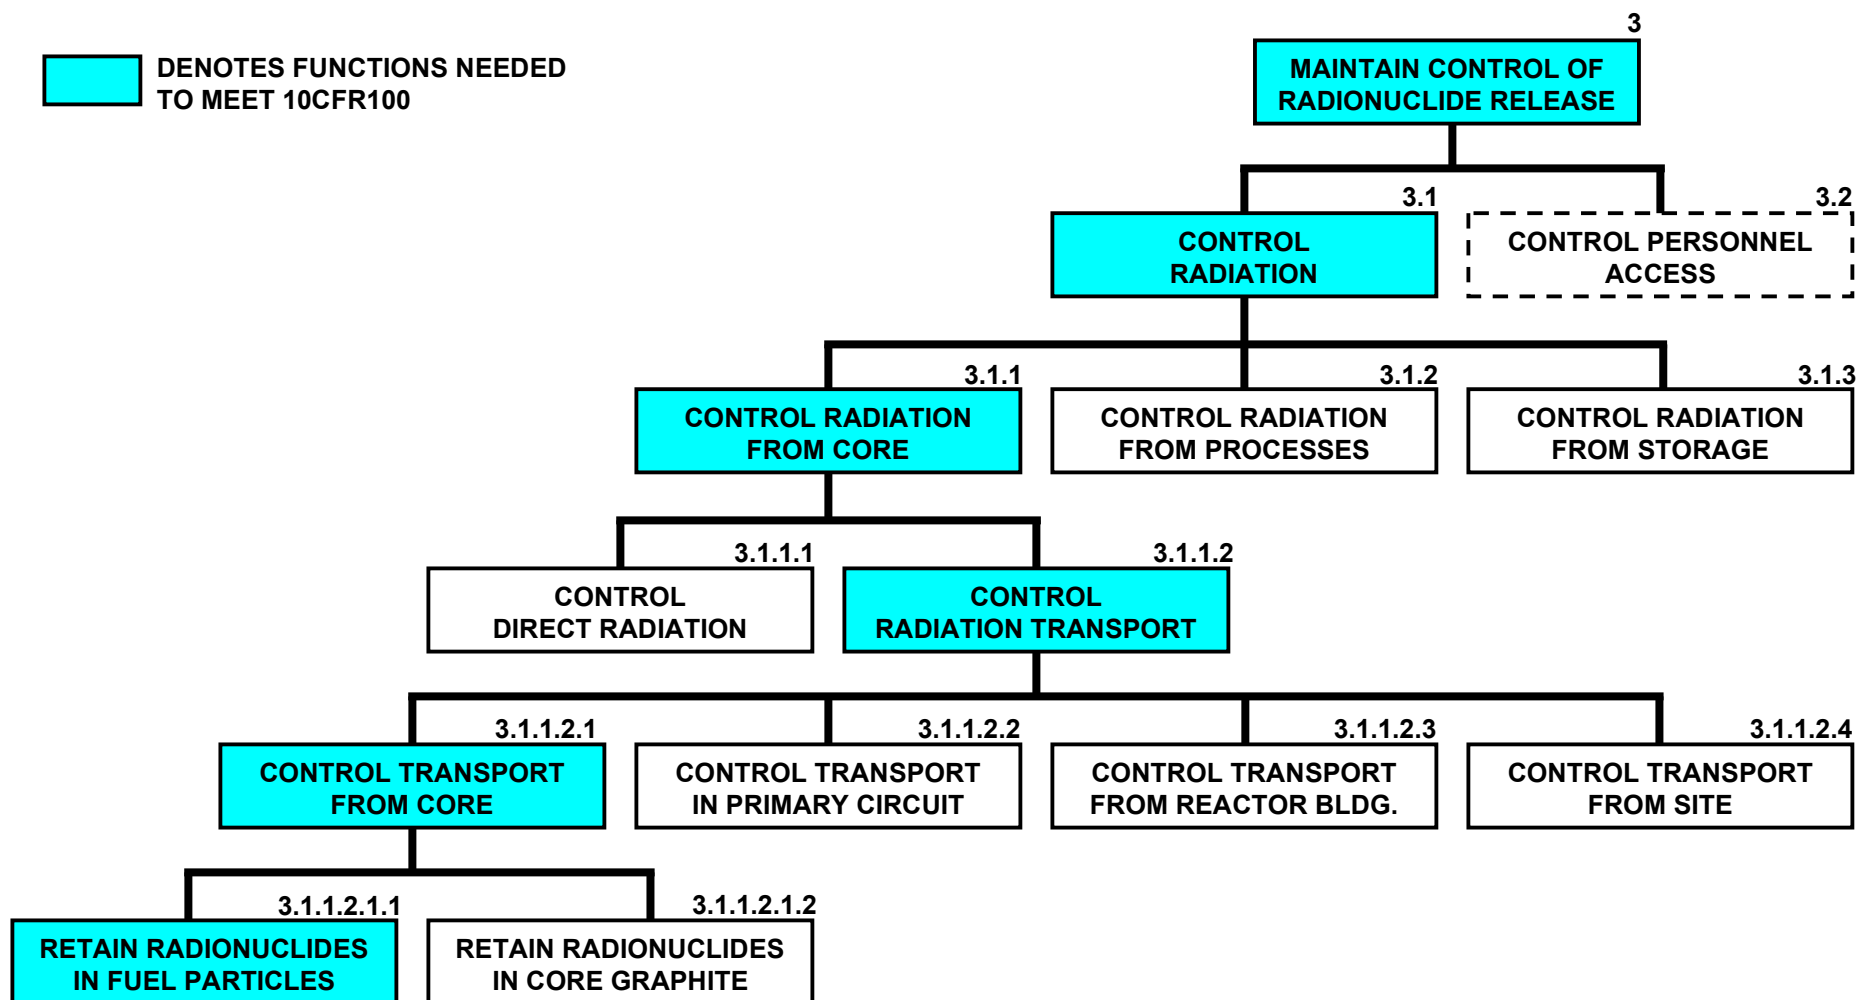 DENOTES FUNCTIONS NEEDED
TO MEET 10CFR100
3
MAINTAIN CONTROL OF
RADIONUCLIDE RELEASE
3.1
CONTROL
RADIATION
3.2
CONTROL PERSONNEL
ACCESS
3.1.1
CONTROL RADIATION
FROM CORE
3.1.2
CONTROL RADIATION
FROM PROCESSES
3.1.3
CONTROL RADIATION
FROM STORAGE
3.1.1.1
CONTROL
DIRECT RADIATION
3.1.1.2
CONTROL
RADIATION TRANSPORT
3.1.1.2.1
CONTROL TRANSPORT
FROM CORE
3.1.1.2.2
CONTROL TRANSPORT
IN PRIMARY CIRCUIT
3.1.1.2.3
CONTROL TRANSPORT
FROM REACTOR BLDG.
3.1.1.2.4
CONTROL TRANSPORT
FROM SITE
3.1.1.2.1.1
RETAIN RADIONUCLIDES
IN FUEL PARTICLES
3.1.1.2.1.2
RETAIN RADIONUCLIDES
IN CORE GRAPHITE